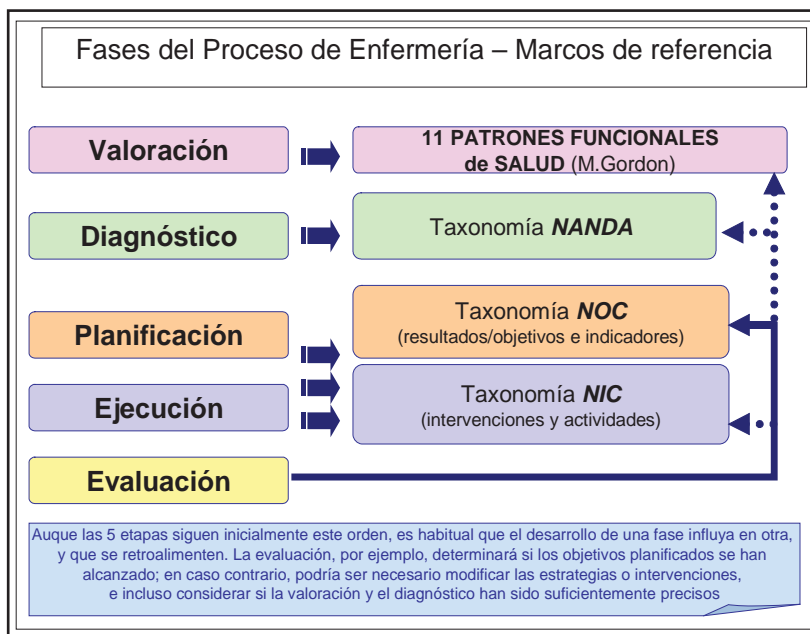 Fases del Proceso de Enfermería – Marcos de referencia
Valoración
11 PATRONES FUNCIONALES
de SALUD (M.Gordon)
Diagnóstico
Taxonomía NANDA
Planificación
Taxonomía NOC
(resultados/objetivos e indicadores)
Ejecución
Taxonomía NIC
(intervenciones y actividades)
Evaluación
Auque las 5 etapas siguen inicialmente este orden, es habitual que el desarrollo de una fase influya en otra,
y que se retroalimenten. La evaluación, por ejemplo, determinará si los objetivos planificados se han
alcanzado; en caso contrario, podría ser necesario modificar las estrategias o intervenciones,
e incluso considerar si la valoración y el diagnóstico han sido suficientemente precisos